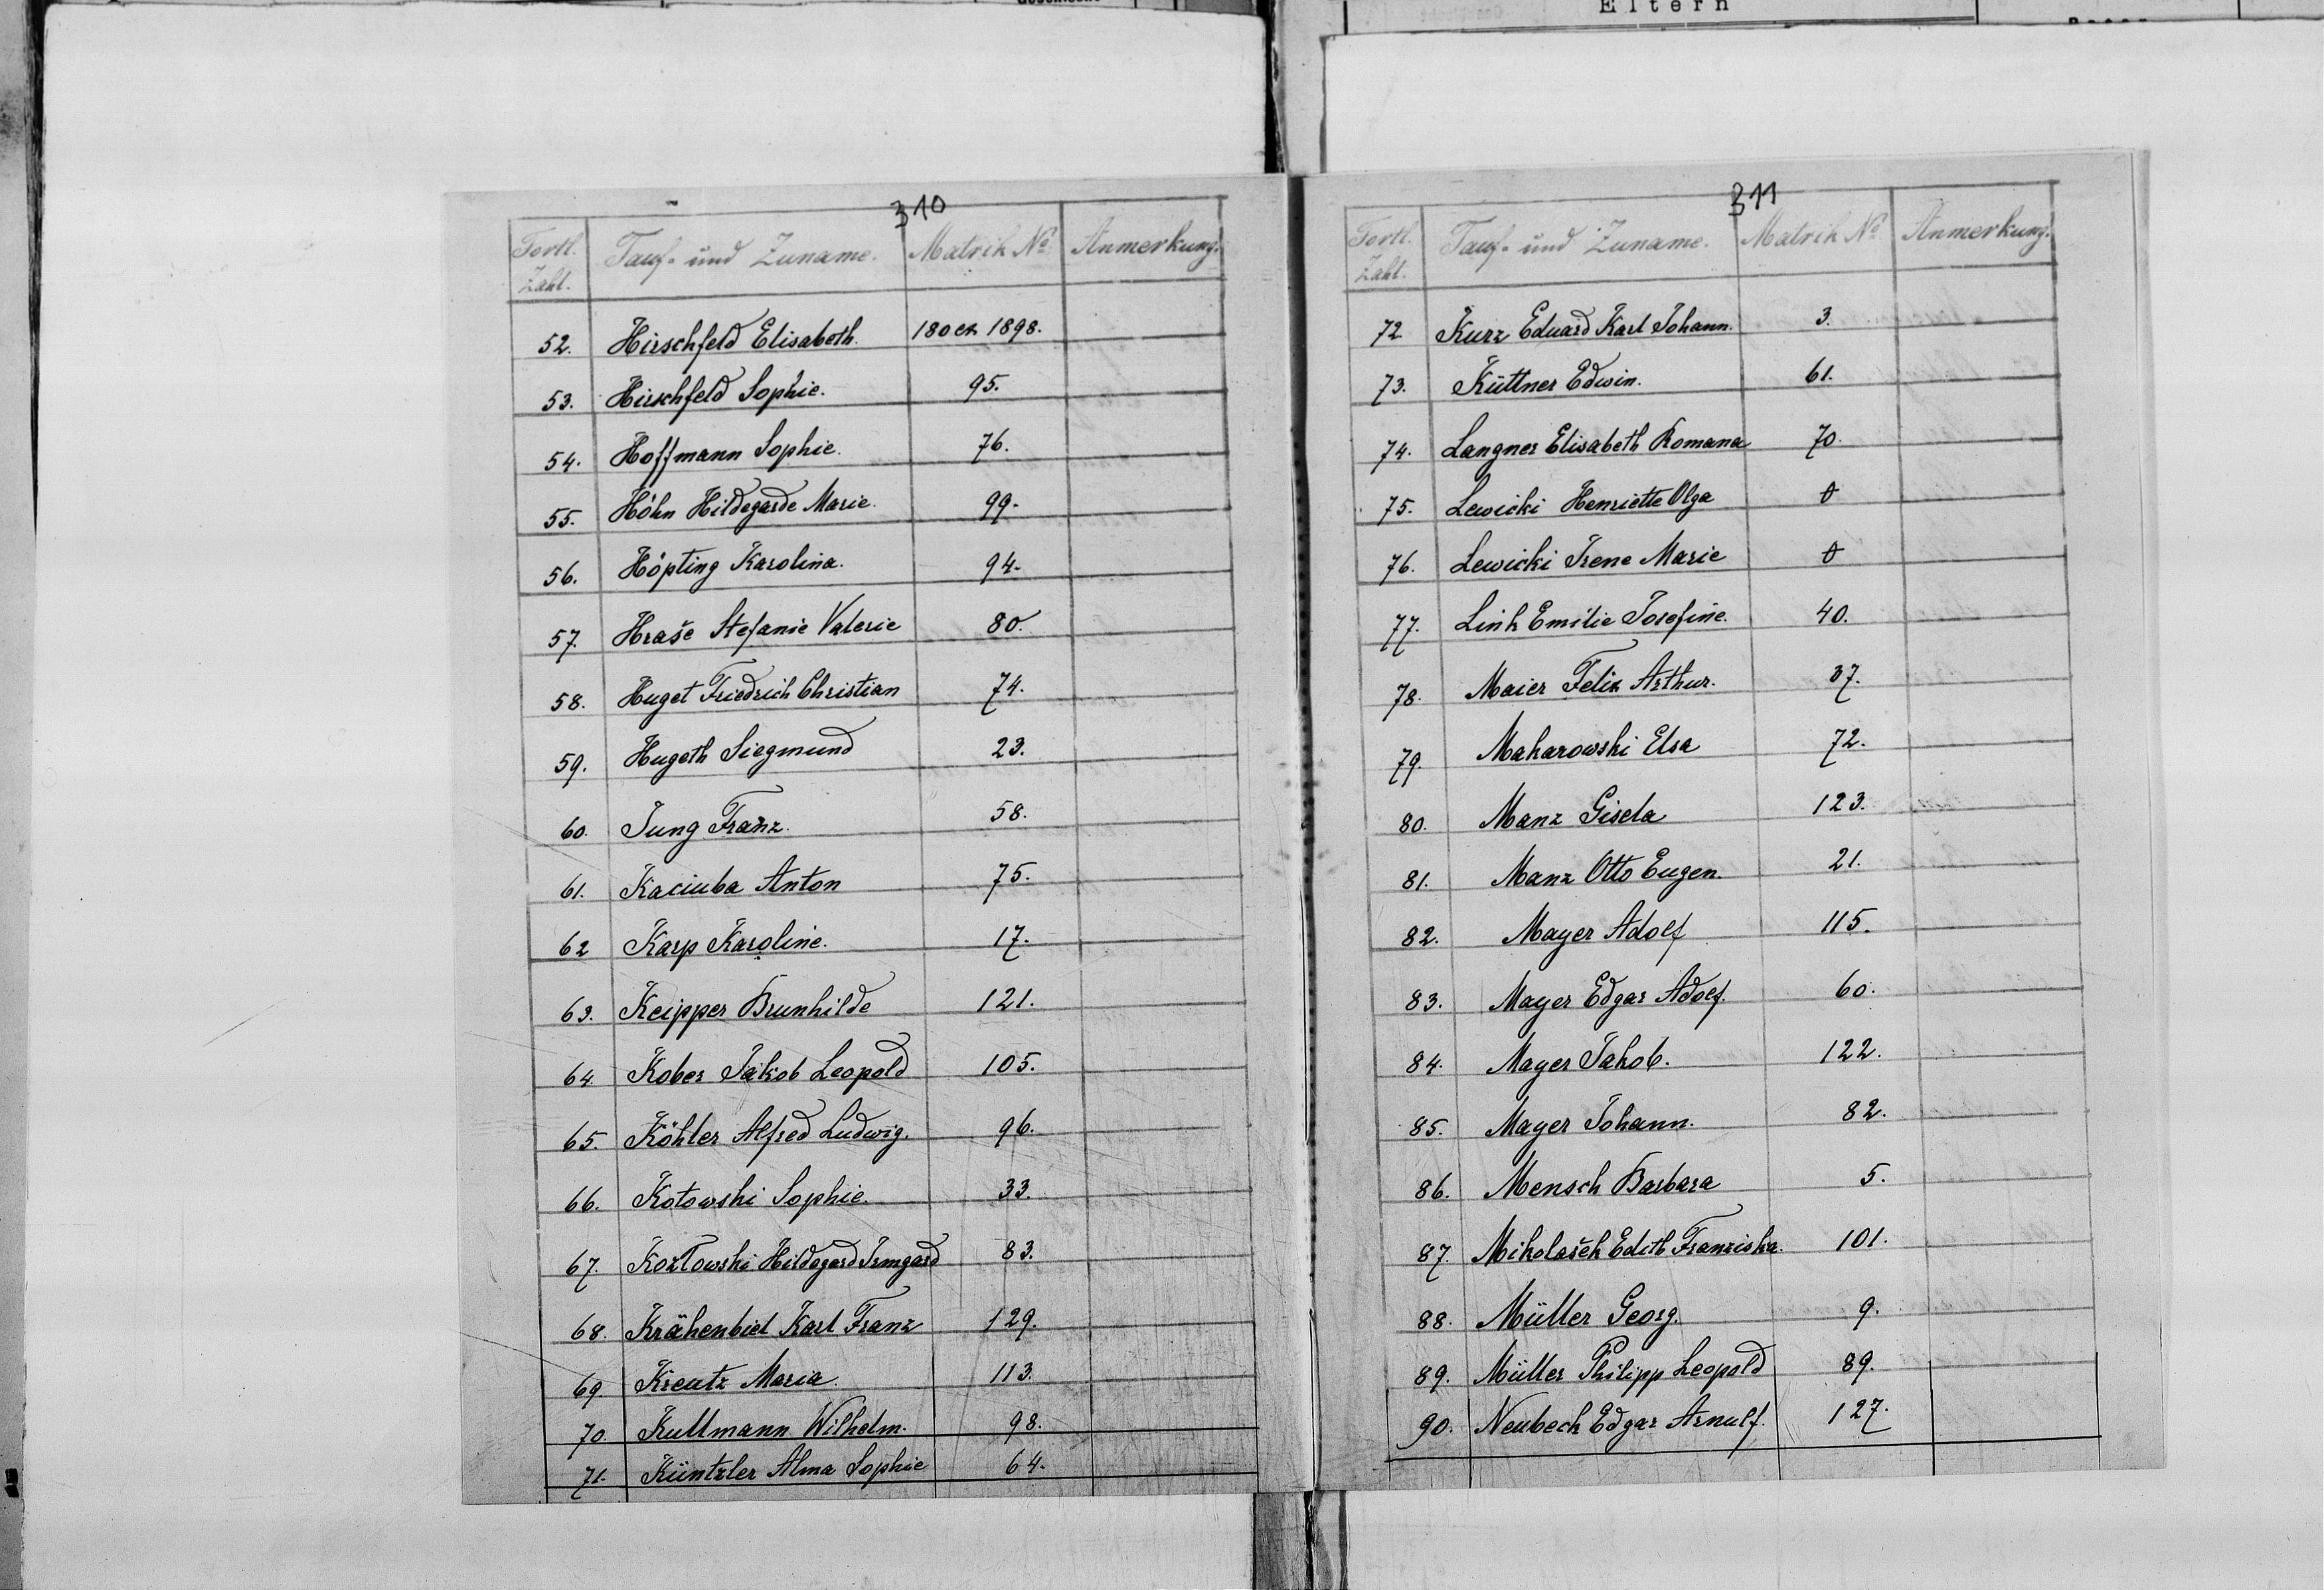 Eltern
310
Fortl. Zahl. Tauf- und Zuname. Matrik No Anmerkung.
52. Hirschfeld Elisabeth. 180 ex 1898.
53. Hirschfeld Sophie. 95.
54. Hoffmann Sophie. 76.
55. Höhn Hildegarde Marie. 99.
56. Höpting Karolina. 94.
57. Hraše Stefanie Valerie 80.
58. Huget Friedrich Christian 74.
59. Hugeth Siegmund 23.
60. Jung Franz. 58.
61. Kaciuba Anton 75.
62 Karp Karoline. 17.
63. Keipper Brunhilde 121.
64. Kober Jakob Leopold 105.
65. Köhler Alfred Ludwig. 96.
66. Kotowski Sophie. 33.
67. Kozłowski Hildegard Irmgard 83.
68. Krähenbiel Karl Franz 129.
69. Kreutz Maria. 113.
70. Kullmann Wilhelm. 98.
71. Küntzler Alma Sophie 64.
311
Fortl. Zahl. Tauf- und Zuname. Matrik No Anmerkung.
72 Kurz Eduard Karl Johann. 3.
73. Küttner Edwin. 61.
74. Langner Elisabeth Romana 70.
75. Lewicki Henriette Olga
76. Lewicki Irene Marie
77. Link Emilie Josefine. 40.
78. Maier Felix Arthur. 37.
79. Makarowski Elsa 72.
80. Manz Gisela 123.
81. Manz Otto Eugen. 21.
82. Mayer Adolf 115.
83. Mayer Edgar Adolf. 60.
84. Mayer Jakob. 122.
85. Mayer Johann. 82.
86. Mensch Barbara 5.
87. Mikolašek Edith Franziska. 101.
88. Müller Georg. 9.
89. Müller Philipp Leopold 89.
90. Neubeck Edgar Arnulf. 127.